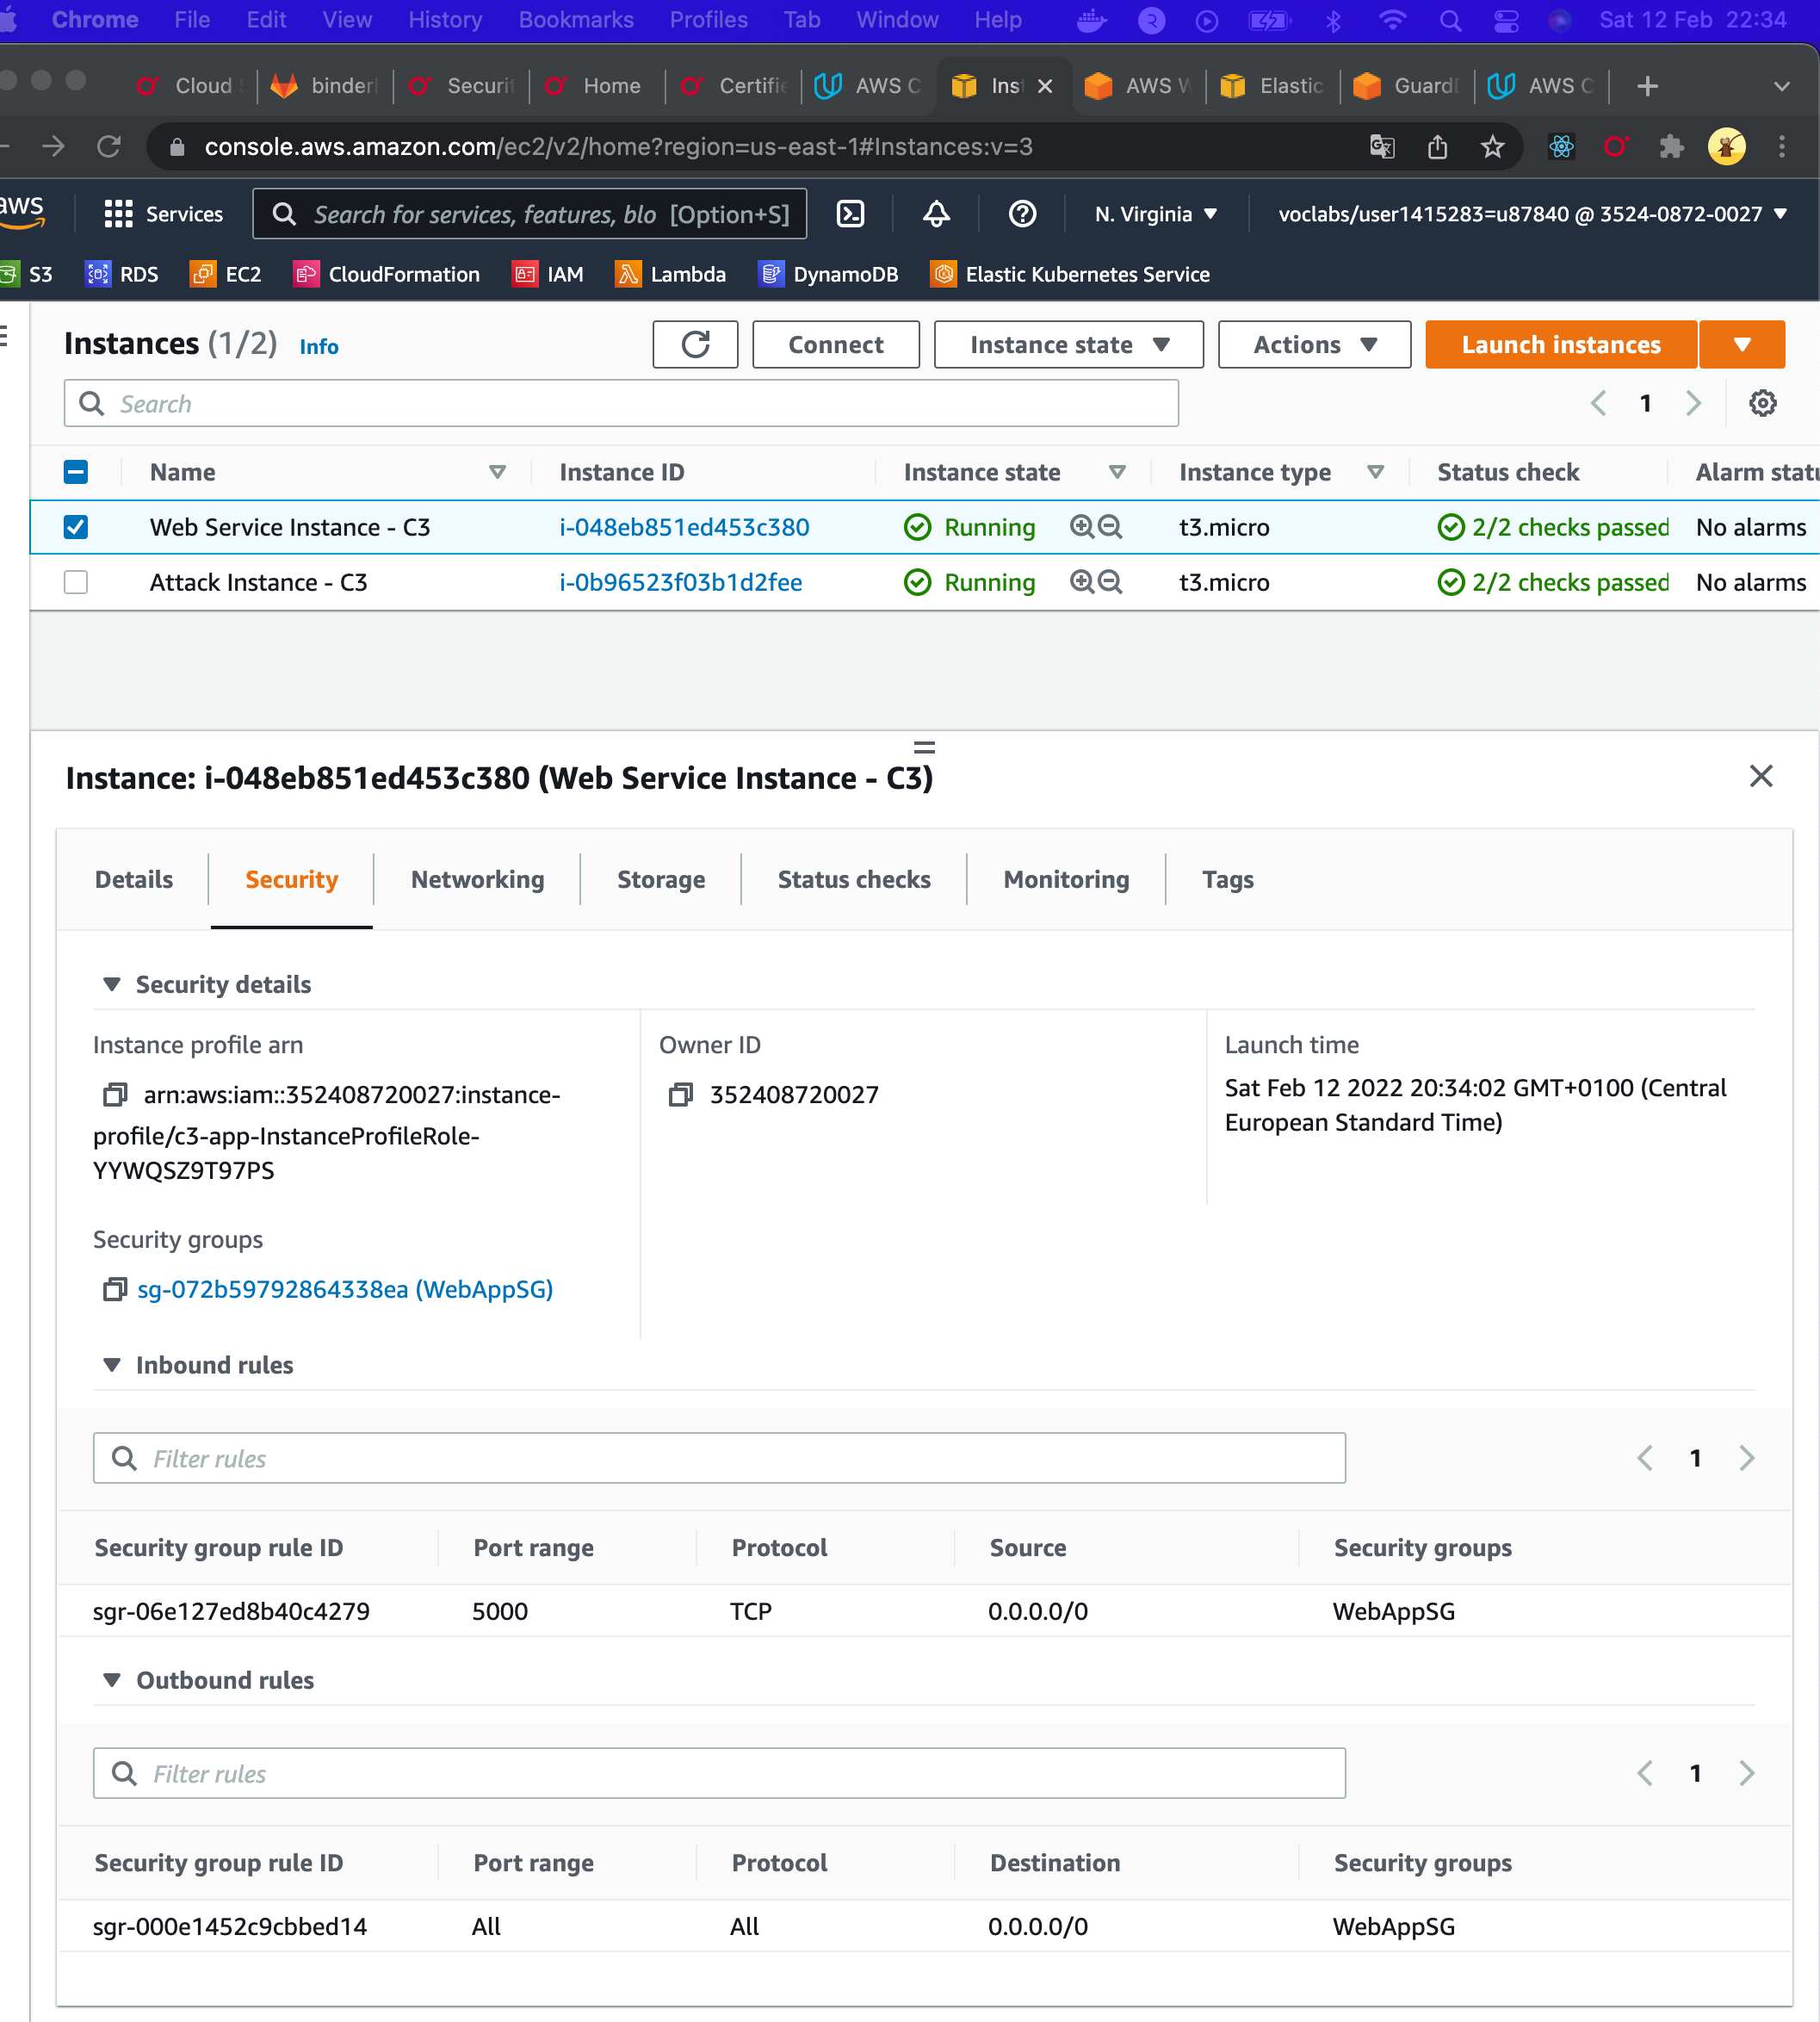 Chrome File Edit View History Bookmarks Profiles Tab Window Help Sat 12 Feb 22:34
Cloud binder Securit Home Certifie AWS C Inst AWS W Elastic Guard AWS C
console.aws.amazon.com/ec2/v2/home?region=us-east-1#Instances:v=3
aws Services Search for services, features, blo [Option+S] N. Virginia voclabs/user1415283=u87840 @ 3524-0872-0027
S3 RDS EC2 CloudFormation IAM Lambda DynamoDB Elastic Kubernetes Service
Instances (1/2) Info Connect Instance state Actions Launch instances
Search 1
Name Instance ID Instance state Instance type Status check Alarm statu
Web Service Instance - C3 i-048eb851ed453c380 Running t3.micro 2/2 checks passed No alarms
Attack Instance - C3 i-0b96523f03b1d2fee Running t3.micro 2/2 checks passed No alarms
Instance: i-048eb851ed453c380 (Web Service Instance - C3)
Details Security Networking Storage Status checks Monitoring Tags
Security details
Instance profile arn
arn:aws:iam::352408720027:instance-
profile/c3-app-InstanceProfileRole-
YYWQSZ9T97PS
Owner ID
352408720027
Launch time
Sat Feb 12 2022 20:34:02 GMT+0100 (Central
European Standard Time)
Security groups
sg-072b59792864338ea (WebAppSG)
Inbound rules
Filter rules 1
Security group rule ID Port range Protocol Source Security groups
sgr-06e127ed8b40c4279 5000 TCP 0.0.0.0/0 WebAppSG
Outbound rules
Filter rules 1
Security group rule ID Port range Protocol Destination Security groups
sgr-000e1452c9cbbed14 All All 0.0.0.0/0 WebAppSG